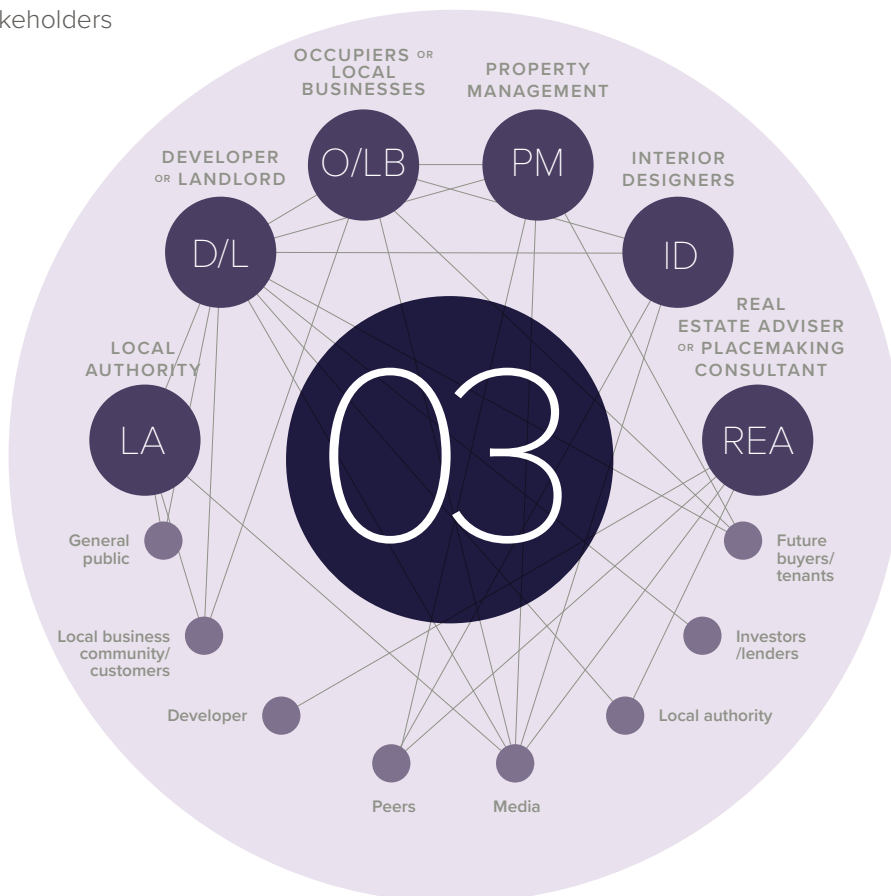 keholders
OCCUPIERS OR
LOCAL
BUSINESSES
PROPERTY
MANAGEMENT
DEVELOPER
OR LANDLORD
INTERIOR
DESIGNERS
O/LB
PM
D/L
ID
REAL
ESTATE ADVISER
OR PLACEMAKING
CONSULTANT
LOCAL
AUTHORITY
LA
03
REA
General
public
Future
buyers/
tenants
Local business
community/
customers
Investors
/lenders
Developer
Local authority
Peers
Media